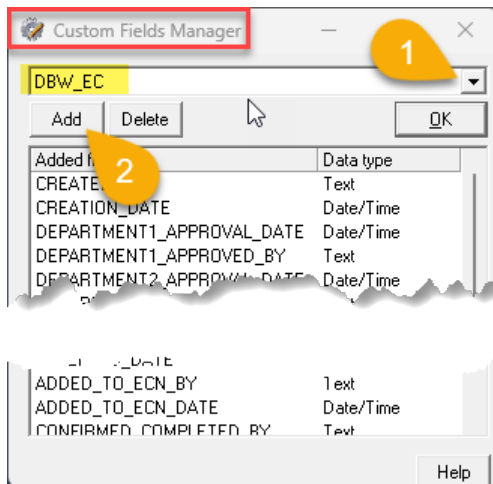 Custom Fields Manager
1
DBW_EC
Add Delete OK
2
Data type
Text
CREATION_DATE Date/Time
DEPARTMENT1_APPROVAL_DATE Date/Time
DEPARTMENT1_APPROVED_BY Text
DEPARTMENT2_APPROVAL_DATE Date/Time
ADDED_TO_ECN_BY Text
ADDED_TO_ECN_DATE Date/Time
CONFIRMED_COMPLETED_BY Text
Help